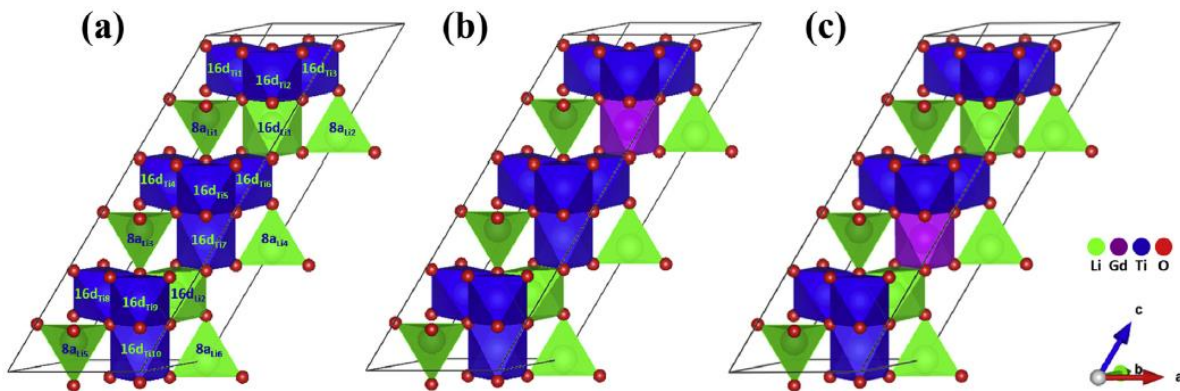 (a) (b) (c)
16dTi1 16dTi3
16dTi2
8aLi1 16dLi1 8aLi2
16dTi4 16dTi6
16dTi5
8aLi3 16dTi7 8aLi4
16dTi8 16dLi2
16dTi9
8aLi5 16dTi10 8aLi6
Li Gd Ti O
c
b
a